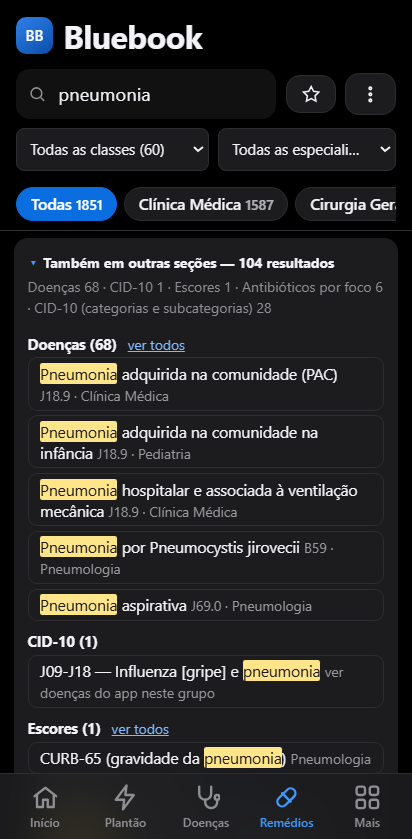 BB Bluebook
pneumonia
Todas as classes (60) Todas as especiali...
Todas 1851 Clínica Médica 1587 Cirurgia Gera
▾ Também em outras seções — 104 resultados
Doenças 68 · CID-10 1 · Escores 1 · Antibióticos por foco 6
· CID-10 (categorias e subcategorias) 28
Doenças (68) ver todos
Pneumonia adquirida na comunidade (PAC)
J18.9 · Clínica Médica
Pneumonia adquirida na comunidade na
infância J18.9 · Pediatria
Pneumonia hospitalar e associada à ventilação
mecânica J18.9 · Clínica Médica
Pneumonia por Pneumocystis jirovecii B59 ·
Pneumologia
Pneumonia aspirativa J69.0 · Pneumologia
CID-10 (1)
J09-J18 — Influenza [gripe] e pneumonia ver
doenças do app neste grupo
Escores (1) ver todos
CURB-65 (gravidade da pneumonia) Pneumologia
Início Plantão Doenças Remédios Mais